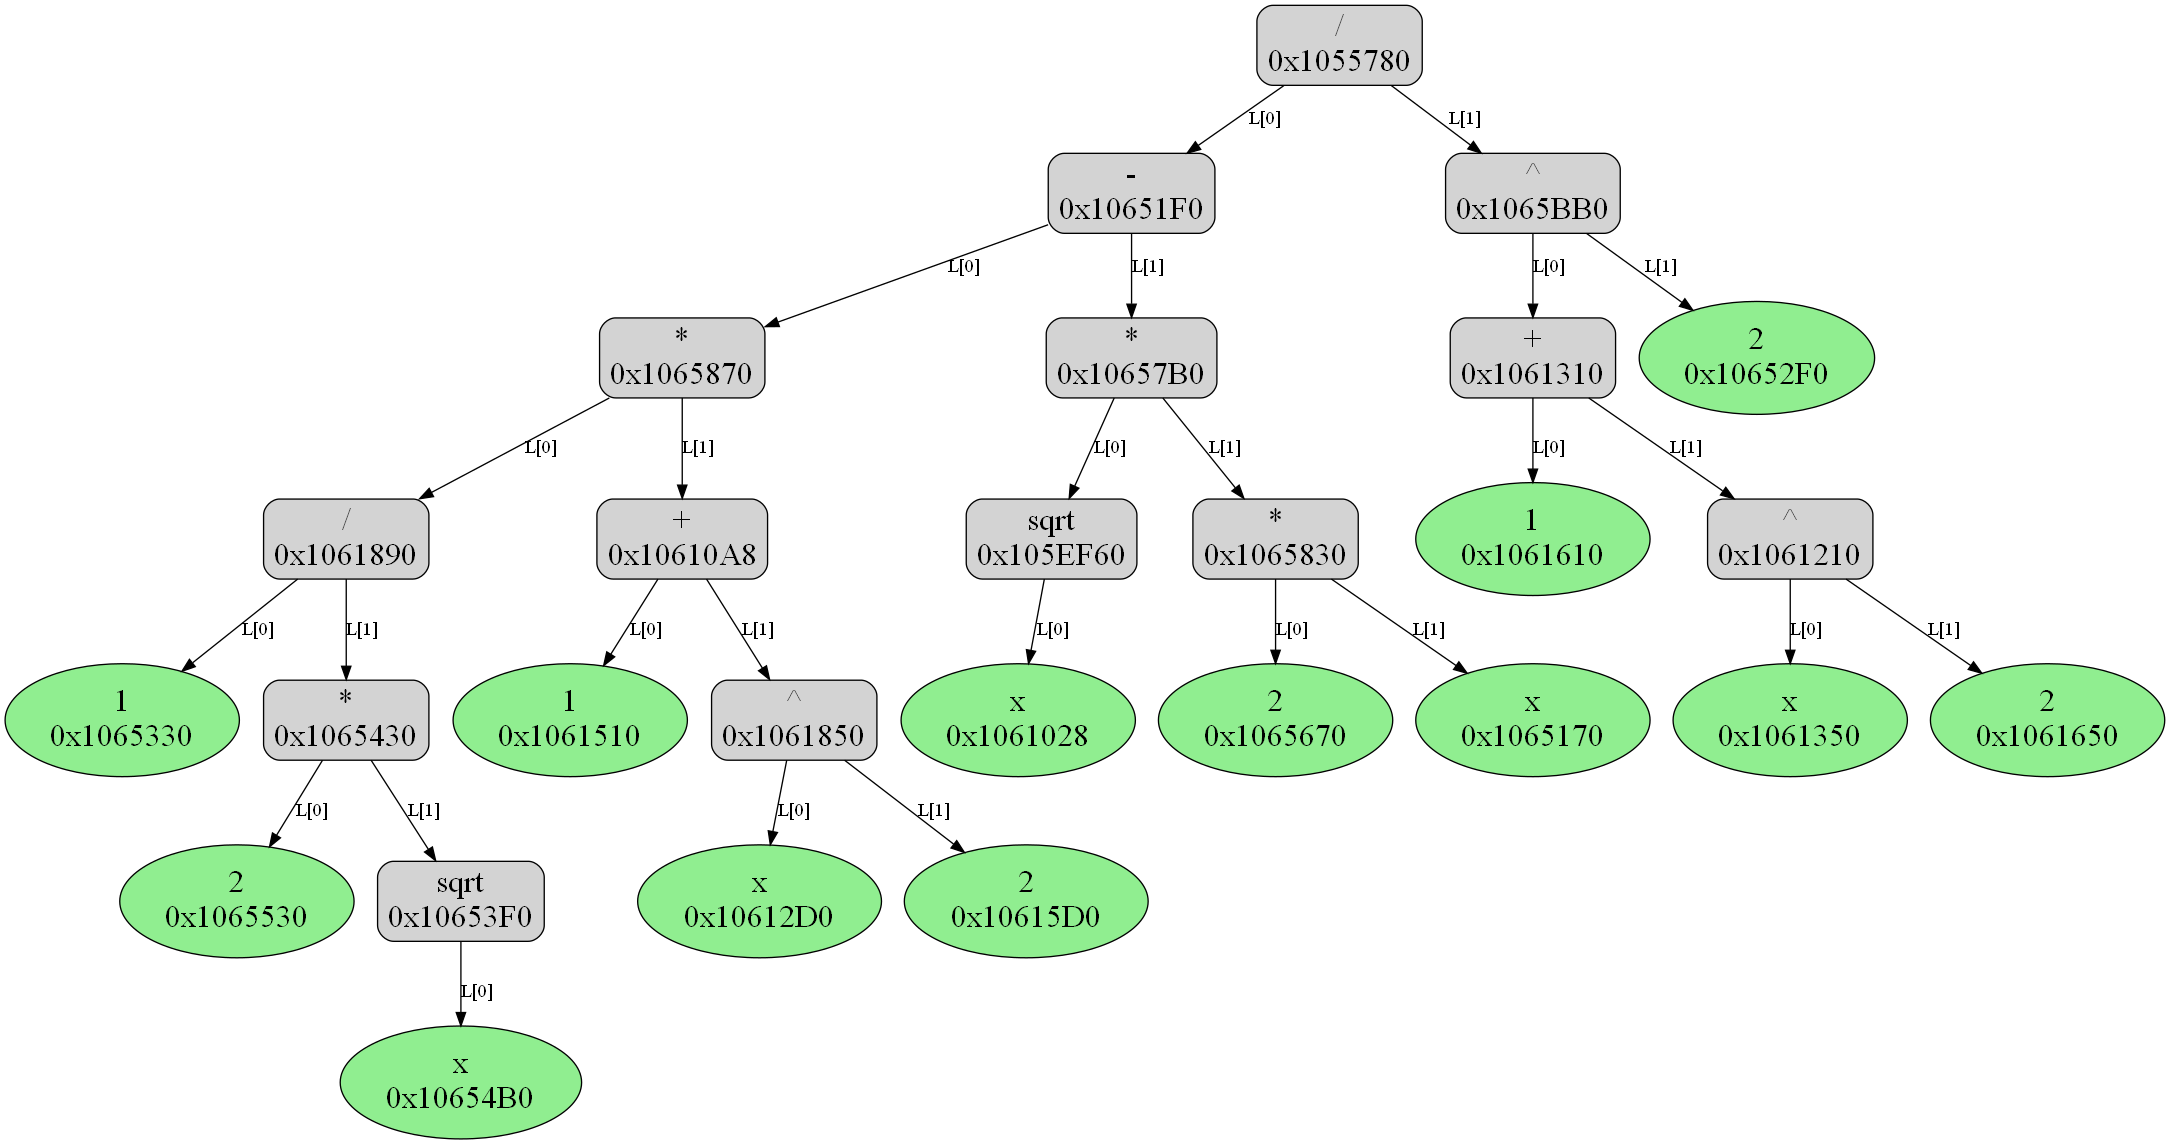 /
0x1055780
L[0]
L[1]
-
0x10651F0
^
0x1065BB0
L[0]
L[1]
L[0]
L[1]
*
0x1065870
*
0x10657B0
+
0x1061310
2
0x10652F0
L[0]
L[1]
L[0]
L[1]
L[0]
L[1]
/
0x1061890
+
0x10610A8
sqrt
0x105EF60
*
0x1065830
1
0x1061610
^
0x1061210
L[0]
L[1]
L[0]
L[1]
L[0]
L[0]
L[1]
L[0]
L[1]
1
0x1065330
*
0x1065430
1
0x1061510
^
0x1061850
x
0x1061028
2
0x1065670
x
0x1065170
x
0x1061350
2
0x1061650
L[0]
L[1]
L[0]
L[1]
2
0x1065530
sqrt
0x10653F0
x
0x10612D0
2
0x10615D0
L[0]
x
0x10654B0